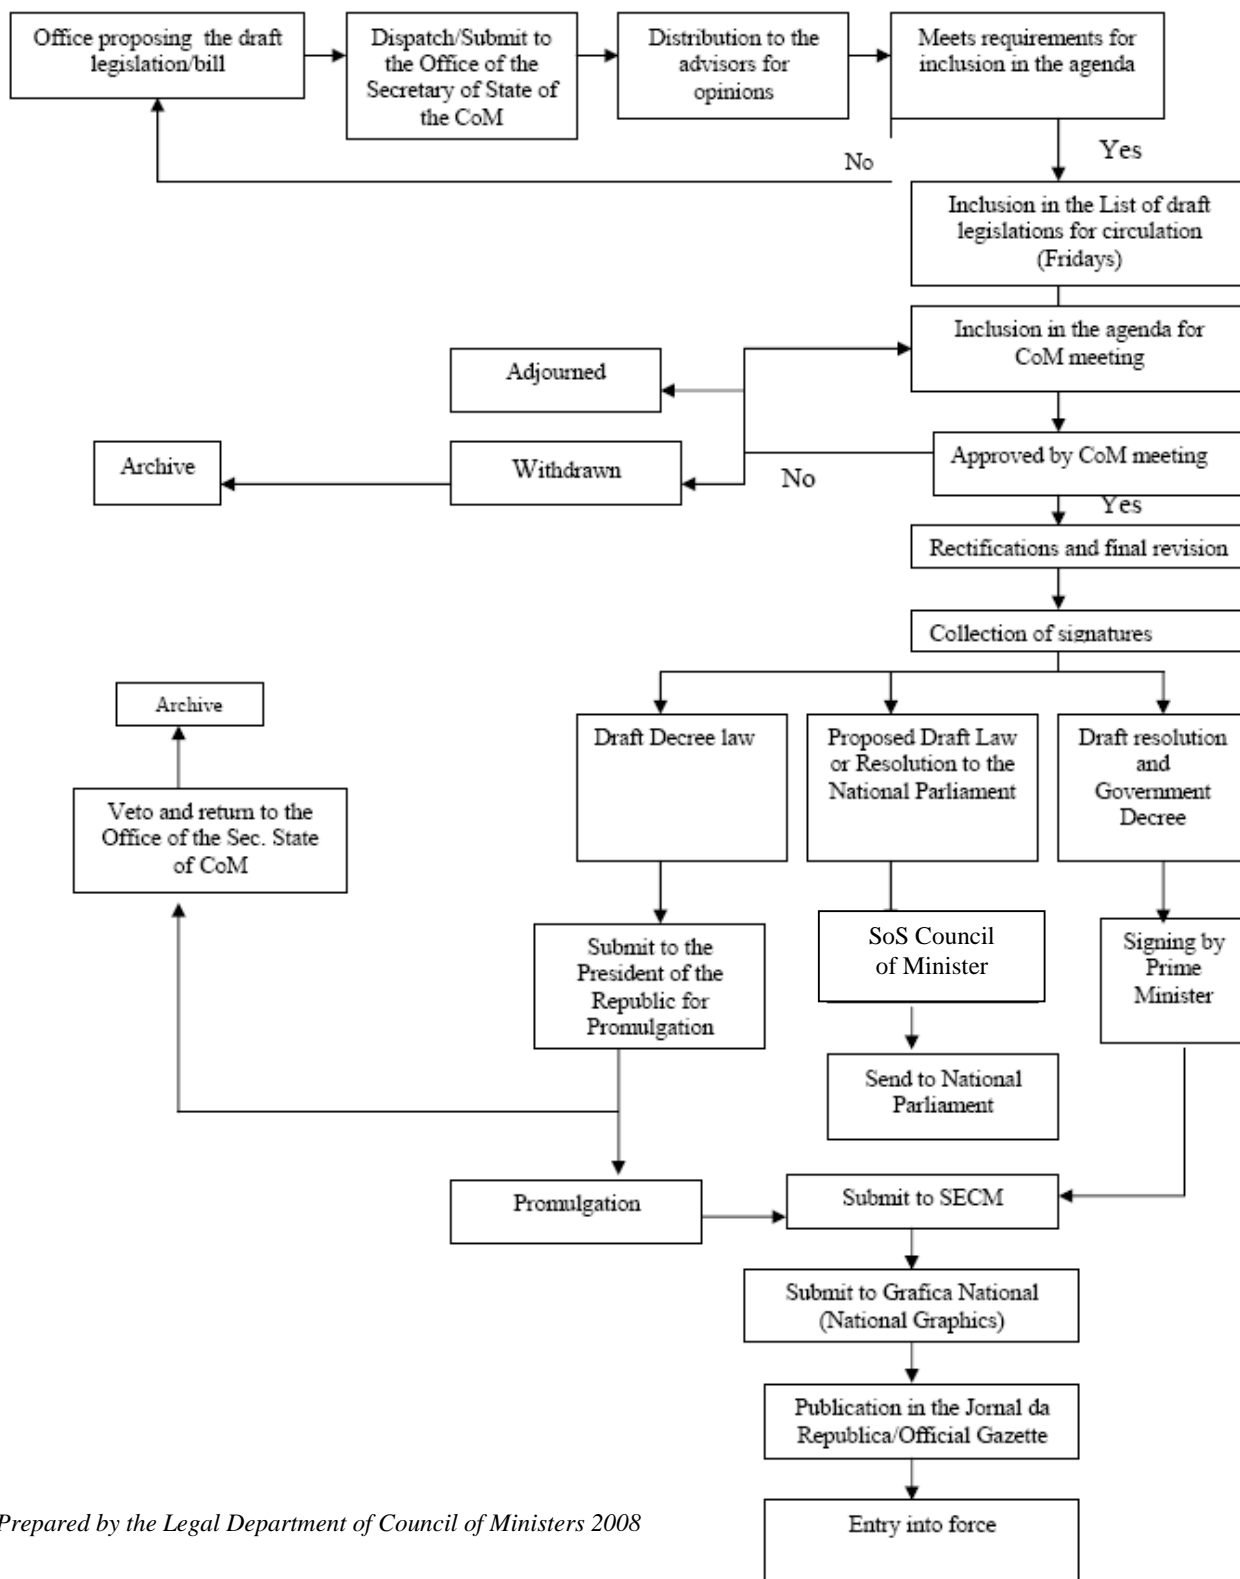 Office proposing the draft
legislation/bill
Dispatch/Submit to
the Office of the
Secretary of State of
the CoM
Distribution to the
advisors for
opinions
Meets requirements for
inclusion in the agenda
No
Yes
Inclusion in the List of draft
legislations for circulation
(Fridays)
Inclusion in the agenda for
CoM meeting
Adjourned
Archive
Withdrawn
No
Approved by CoM meeting
Yes
Rectifications and final revision
Collection of signatures
Archive
Veto and return to the
Office of the Sec. State
of CoM
Draft Decree law
Proposed Draft Law
or Resolution to the
National Parliament
Draft resolution
and
Government
Decree
Submit to the
President of the
Republic for
Promulgation
SoS Council
of Minister
Signing by
Prime
Minister
Send to National
Parliament
Promulgation
Submit to SECM
Submit to Grafica National
(National Graphics)
Publication in the Jornal da
Republica/Official Gazette
Entry into force
Prepared by the Legal Department of Council of Ministers 2008